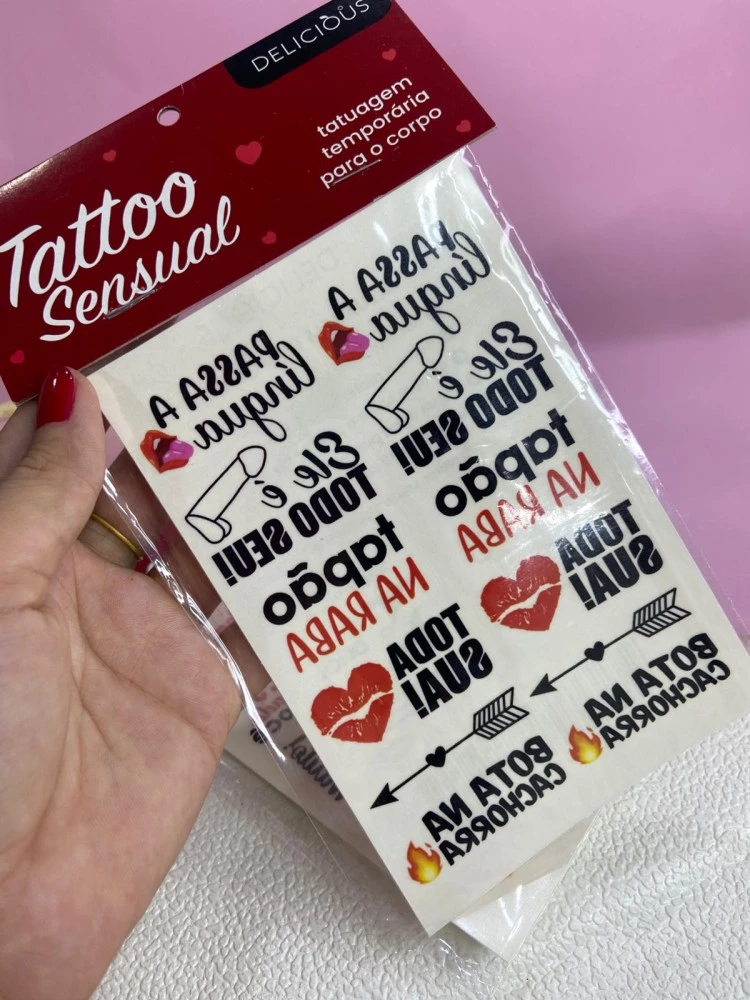 DELICIOUS
tatuagem
temporária
para o corpo
Tattoo
Sensual
PASSA A
língua
PASSA A
língua
Ele é
TODO SEU!
Ele é
TODO SEU!
tapão
NA RABA
tapão
NA RABA
TODA
SUA!
TODA
SUA!
BOTA NA
CACHORRA
BOTA NA
CACHORRA